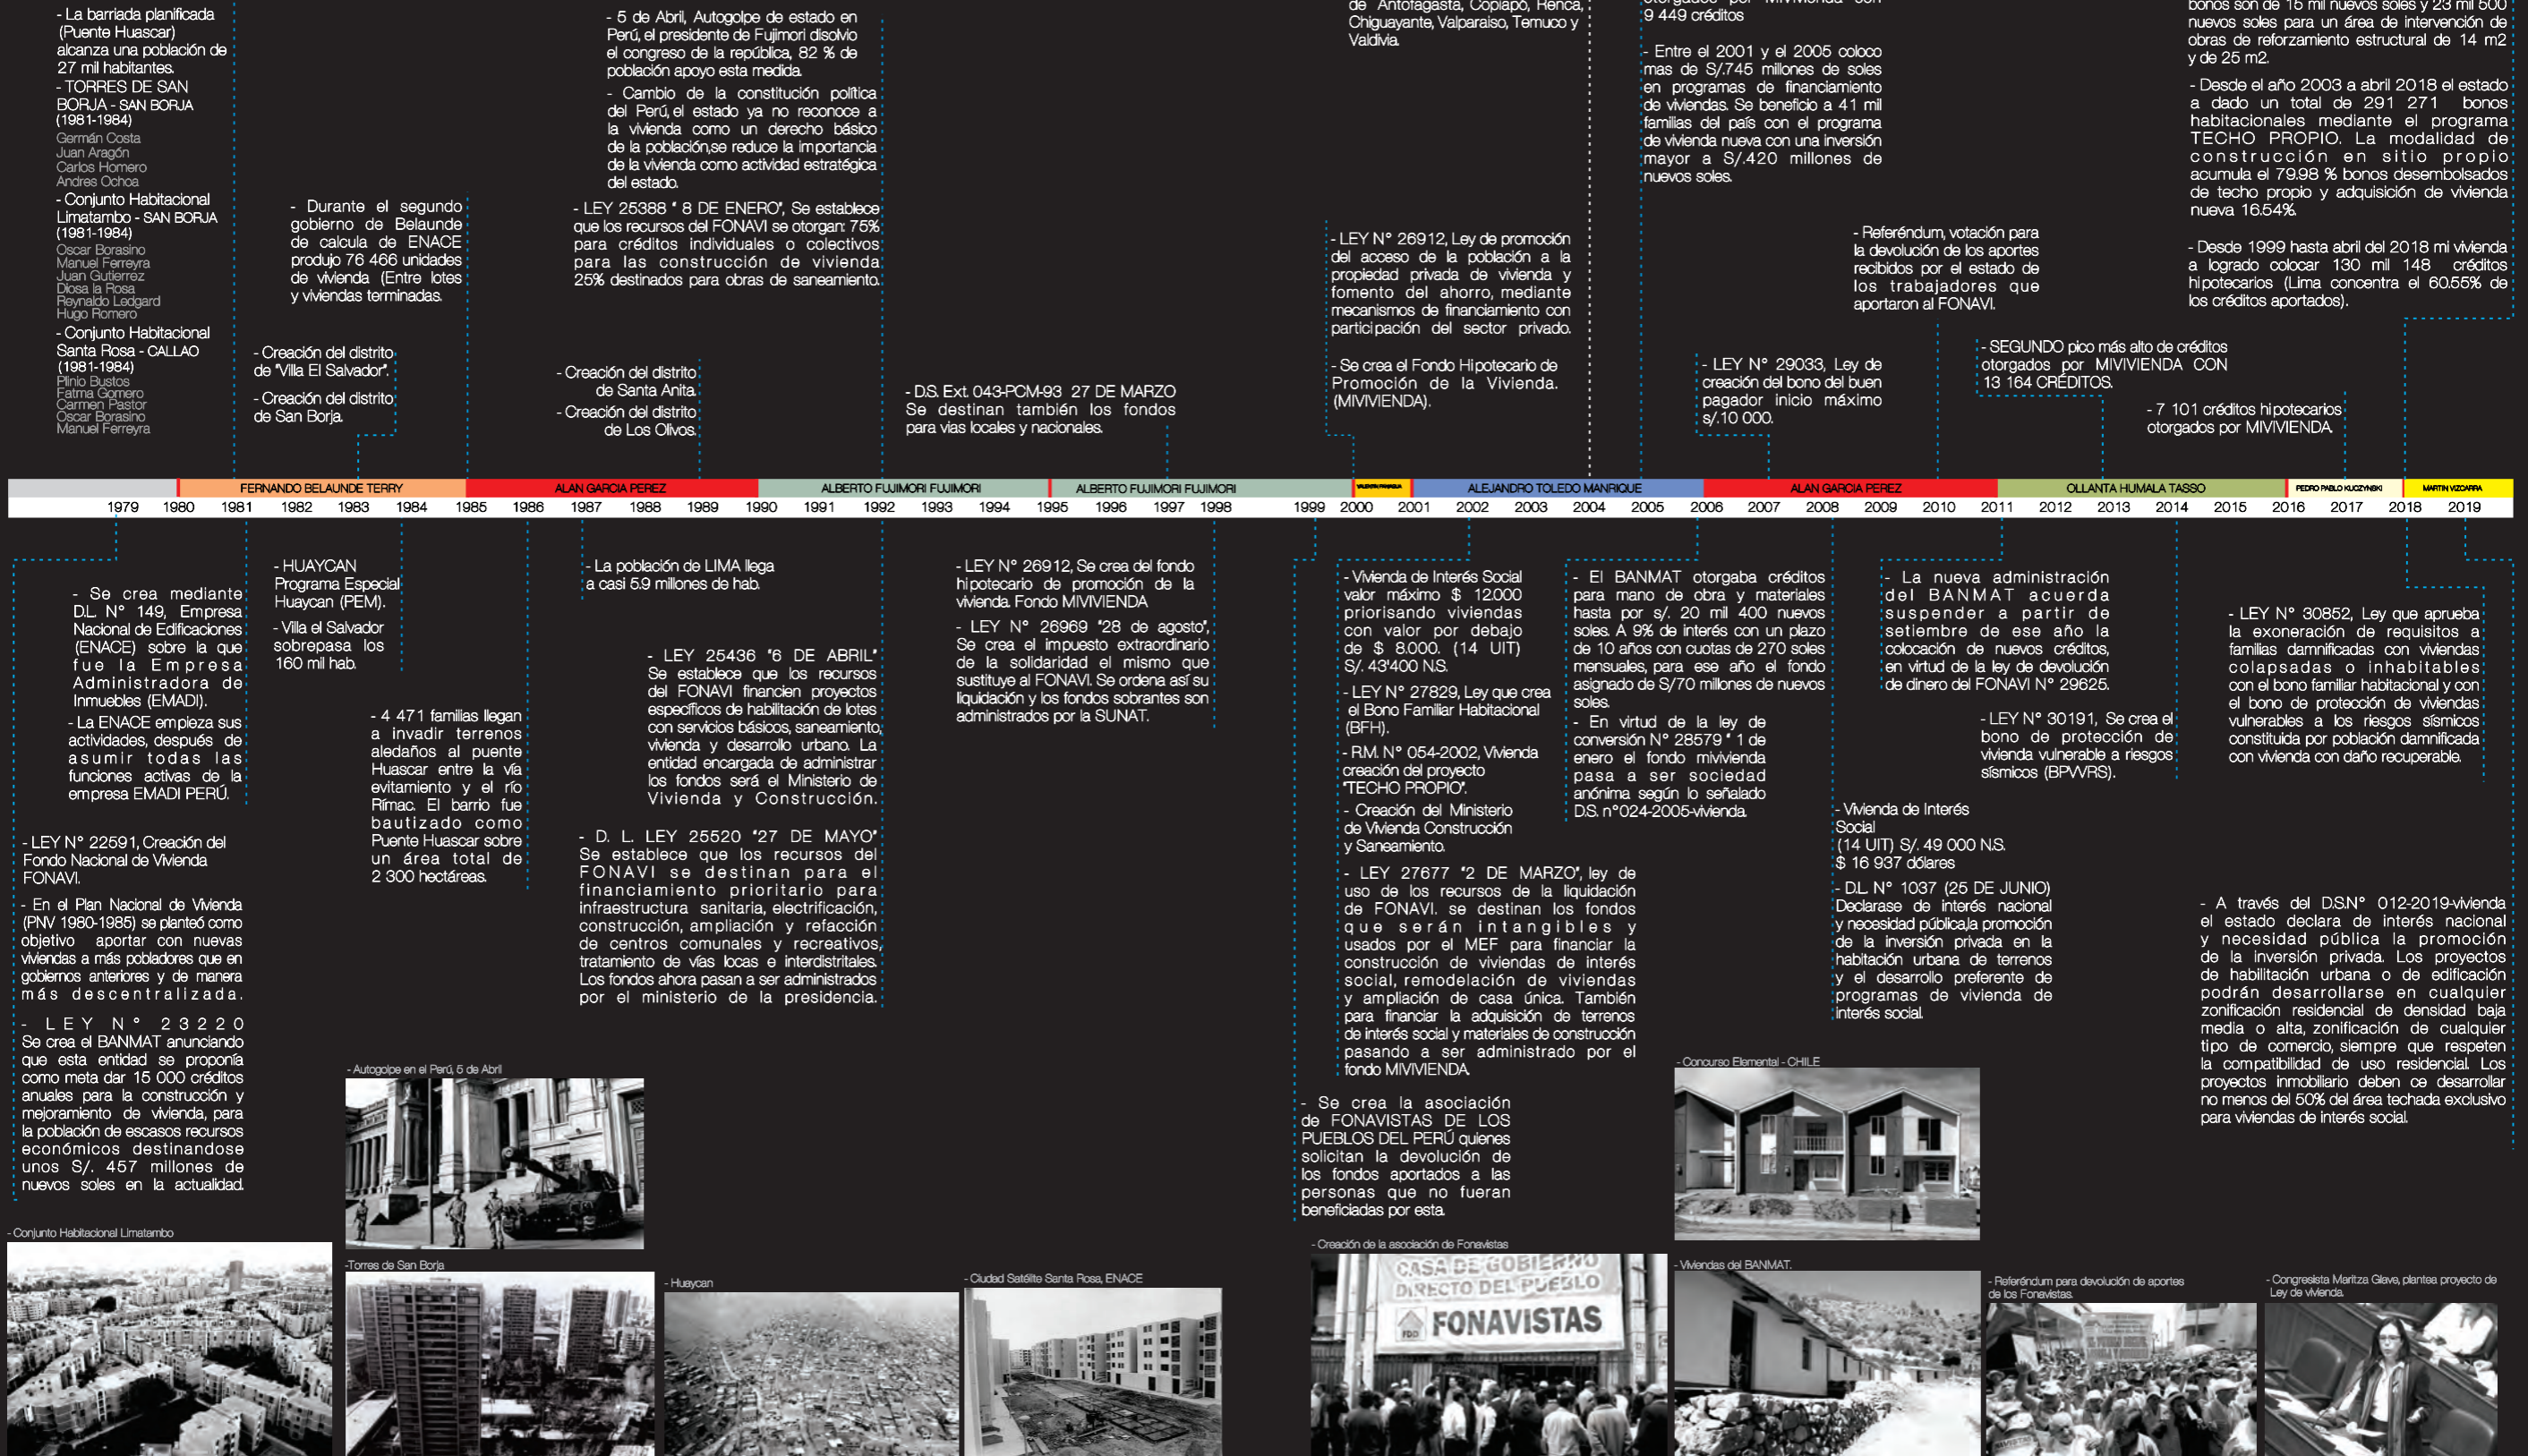 - La barriada planificada
(Puente Huascar)
alcanza una población de
27 mil habitantes.
- TORRES DE SAN
BORJA - SAN BORJA
(1981-1984)
Germán Costa
Juan Aragón
Carlos Homero
Andres Ochoa
- Conjunto Habitacional
Limatambo - SAN BORJA
(1981-1984)
Oscar Borasino
Manuel Ferreyra
Juan Gutierrez
Diosa la Rosa
Reynaldo Ledgard
Hugo Romero
- Conjunto Habitacional
Santa Rosa - CALLAO
(1981-1984)
Plinio Bustos
Fatma Gomero
Carmen Pastor
Oscar Borasino
Manuel Ferreyra
- Durante el segundo
gobierno de Belaunde
de calcula de ENACE
produjo 76 466 unidades
de vivienda (Entre lotes
y viviendas terminadas.
- Creación del distrito
de "Villa El Salvador".
- Creación del distrito
de San Borja.
- 5 de Abril, Autogolpe de estado en
Perú, el presidente de Fujimori disolvio
el congreso de la república, 82 % de
población apoyo esta medida.
- Cambio de la constitución política
del Perú, el estado ya no reconoce a
la vivienda como un derecho básico
de la población,se reduce la importancia
de la vivienda como actividad estratégica
del estado.
- LEY 25388 " 8 DE ENERO", Se establece
que los recursos del FONAVI se otorgan: 75%
para créditos individuales o colectivos
para las construcción de vivienda
25% destinados para obras de saneamiento.
- Creación del distrito
de Santa Anita.
- Creación del distrito
de Los Olivos.
- D.S. Ext. 043-PCM-93 27 DE MARZO
Se destinan también los fondos
para vias locales y nacionales.
de Antofagasta, Copiapó, Renca,
Chiguayante, Valparaiso, Temuco y
Valdivia.
- LEY N° 26912, Ley de promoción
del acceso de la población a la
propiedad privada de vivienda y
fomento del ahorro, mediante
mecanismos de financiamiento con
participación del sector privado.
- Se crea el Fondo Hipotecario de
Promoción de la Vivienda.
(MIVIVIENDA).
otorgados por MIVIVIENDA con
9 449 créditos
- Entre el 2001 y el 2005 coloco
mas de S/.745 millones de soles
en programas de financiamiento
de viviendas. Se beneficio a 41 mil
familias del país con el programa
de vivienda nueva con una inversión
mayor a S/.420 millones de
nuevos soles.
- LEY N° 29033, Ley de
creación del bono del buen
pagador inicio máximo
s/.10 000.
- Referéndum, votación para
la devolución de los aportes
recibidos por el estado de
los trabajadores que
aportaron al FONAVI.
- SEGUNDO pico más alto de créditos
otorgados por MIVIVIENDA CON
13 164 CRÉDITOS.
- 7 101 créditos hipotecarios
otorgados por MIVIVIENDA.
bonos son de 15 mil nuevos soles y 23 mil 500
nuevos soles para un área de intervención de
obras de reforzamiento estructural de 14 m2
y de 25 m2.
- Desde el año 2003 a abril 2018 el estado
a dado un total de 291 271 bonos
habitacionales mediante el programa
TECHO PROPIO. La modalidad de
construcción en sitio propio
acumula el 79.98 % bonos desembolsados
de techo propio y adquisición de vivienda
nueva 16.54%.
- Desde 1999 hasta abril del 2018 mi vivienda
a logrado colocar 130 mil 148 créditos
hipotecarios (Lima concentra el 60.55% de
los créditos aportados).
FERNANDO BELAUNDE TERRY ALAN GARCIA PEREZ ALBERTO FUJIMORI FUJIMORI ALBERTO FUJIMORI FUJIMORI ALEJANDRO TOLEDO MANRIQUE ALAN GARCIA PEREZ OLLANTA HUMALA TASSO PEDRO PABLO KUCZYNSKI MARTIN VIZCARRA
1979 1980 1981 1982 1983 1984 1985 1986 1987 1988 1989 1990 1991 1992 1993 1994 1995 1996 1997 1998 1999 2000 2001 2002 2003 2004 2005 2006 2007 2008 2009 2010 2011 2012 2013 2014 2015 2016 2017 2018 2019
- Se crea mediante
D.L. N° 149, Empresa
Nacional de Edificaciones
(ENACE) sobre la que
fue la Empresa
Administradora de
Inmuebles (EMADI).
- La ENACE empieza sus
actividades, después de
asumir todas las
funciones activas de la
empresa EMADI PERÚ.
- LEY N° 22591, Creación del
Fondo Nacional de Vivienda
FONAVI.
- En el Plan Nacional de Vivienda
(PNV 1980-1985) se planteó como
objetivo aportar con nuevas
viviendas a más pobladores que en
gobiernos anteriores y de manera
más descentralizada.
- LEY N° 23220
Se crea el BANMAT anunciando
que esta entidad se proponía
como meta dar 15 000 créditos
anuales para la construcción y
mejoramiento de vivienda, para
la población de escasos recursos
económicos destinandose
unos S/. 457 millones de
nuevos soles en la actualidad.
- HUAYCAN
Programa Especial
Huaycan (PEM).
- Villa el Salvador
sobrepasa los
160 mil hab.
- 4 471 familias llegan
a invadir terrenos
aledaños al puente
Huascar entre la vía
evitamiento y el río
Rímac. El barrio fue
bautizado como
Puente Huascar sobre
un área total de
2 300 hectáreas.
- La población de LIMA llega
a casi 5.9 millones de hab.
- LEY 25436 "6 DE ABRIL"
Se establece que los recursos
del FONAVI financien proyectos
específicos de habilitación de lotes
con servicios básicos, saneamiento,
vivienda y desarrollo urbano. La
entidad encargada de administrar
los fondos será el Ministerio de
Vivienda y Construcción.
- D. L. LEY 25520 "27 DE MAYO"
Se establece que los recursos del
FONAVI se destinan para el
financiamiento prioritario para
infraestructura sanitaria, electrificación,
construcción, ampliación y refacción
de centros comunales y recreativos,
tratamiento de vías locas e interdistritales.
Los fondos ahora pasan a ser administrados
por el ministerio de la presidencia.
- LEY N° 26912, Se crea del fondo
hipotecario de promoción de la
vivienda. Fondo MIVIVIENDA
- LEY N° 26969 "28 de agosto",
Se crea el impuesto extraordinario
de la solidaridad el mismo que
sustituye al FONAVI. Se ordena así su
liquidación y los fondos sobrantes son
administrados por la SUNAT.
- Vivienda de Interés Social
valor máximo $ 12.000
priorisando viviendas
con valor por debajo
de $ 8.000. (14 UIT)
S/. 43'400 N.S.
- LEY N° 27829, Ley que crea
el Bono Familiar Habitacional
(BFH).
- R.M. N° 054-2002, Vivienda
creación del proyecto
"TECHO PROPIO".
- Creación del Ministerio
de Vivienda Construcción
y Saneamiento.
- LEY 27677 "2 DE MARZO", ley de
uso de los recursos de la liquidación
de FONAVI. se destinan los fondos
que serán intangibles y
usados por el MEF para financiar la
construcción de viviendas de interés
social, remodelación de viviendas
y ampliación de casa única. También
para financiar la adquisición de terrenos
de interés social y materiales de construcción
pasando a ser administrado por el
fondo MIVIVIENDA.
- Se crea la asociación
de FONAVISTAS DE LOS
PUEBLOS DEL PERÚ quienes
solicitan la devolución de
los fondos aportados a las
personas que no fueran
beneficiadas por esta.
- El BANMAT otorgaba créditos
para mano de obra y materiales
hasta por s/. 20 mil 400 nuevos
soles. A 9% de interés con un plazo
de 10 años con cuotas de 270 soles
mensuales, para ese año el fondo
asignado de S/70 millones de nuevos
soles.
- En virtud de la ley de
conversión N° 28579 " 1 de
enero el fondo mivivienda
pasa a ser sociedad
anónima según lo señalado
D.S. n°024-2005-vivienda.
- Vivienda de Interés
Social
(14 UIT) S/. 49 000 N.S.
$ 16 937 dólares
- D.L. N° 1037 (25 DE JUNIO)
Declarase de interés nacional
y necesidad pública,la promoción
de la inversión privada en la
habitación urbana de terrenos
y el desarrollo preferente de
programas de vivienda de
interés social.
- La nueva administración
del BANMAT acuerda
suspender a partir de
setiembre de ese año la
colocación de nuevos créditos,
en virtud de la ley de devolución
de dinero del FONAVI N° 29625.
- LEY N° 30191, Se crea el
bono de protección de
vivienda vulnerable a riesgos
sísmicos (BPVVRS).
- LEY N° 30852, Ley que aprueba
la exoneración de requisitos a
familias damnificadas con viviendas
colapsadas o inhabitables
con el bono familiar habitacional y con
el bono de protección de viviendas
vulnerables a los riesgos sísmicos
constituida por población damnificada
con vivienda con daño recuperable.
- A través del D.S.N° 012-2019-vivienda
el estado declara de interés nacional
y necesidad pública la promoción
de la inversión privada. Los proyectos
de habilitación urbana o de edificación
podrán desarrollarse en cualquier
zonificación residencial de densidad baja
media o alta, zonificación de cualquier
tipo de comercio, siempre que respeten
la compatibilidad de uso residencial. Los
proyectos inmobiliario deben ce desarrollar
no menos del 50% del área techada exclusivo
para viviendas de interés social.
- Conjunto Habitacional Limatambo
- Autogolpe en el Perú, 5 de Abril
-Torres de San Borja
- Huaycan
- Ciudad Satélite Santa Rosa, ENACE
- Creación de la asociación de Fonavistas
CASA DE GOBIERNO
DIRECTO DEL PUEBLO
FONAVISTAS
- Concurso Elemental - CHILE
- Viviendas del BANMAT.
- Referéndum para devolución de aportes
de los Fonavistas.
- Congresista Maritza Glave, plantea proyecto de
Ley de vivienda.